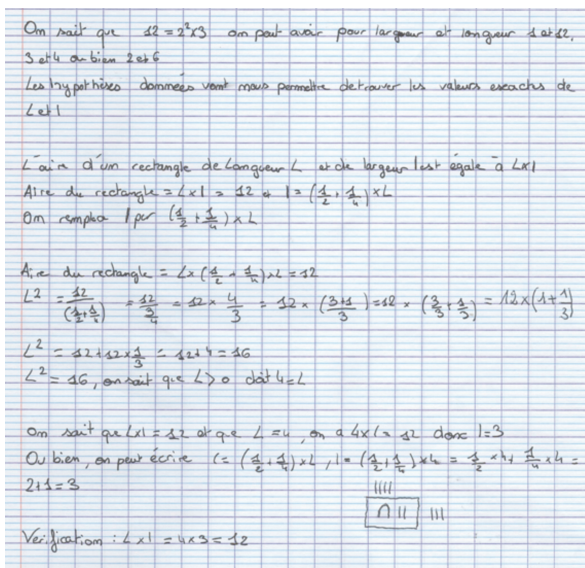 On sait que 12 = 2²x3 on peut avoir pour largeur et longueur 1 et 12,
3 et 4 ou bien 2 et 6
Les hypothèses données vont nous permettre de trouver les valeurs exactes de
L et l
L'aire d'un rectangle de Longueur L et de largeur l est égale à L×l
Aire du rectangle = L×l = 12 et l = (1/2 + 1/4) × L
On remplace l par (1/2 + 1/4) × L
Aire du rectangle = L × (1/2 + 1/4) × L = 12
L² = 12/(1/2 + 1/4) = 12/(3/4) = 12 × 4/3 = 12 × ((3+1)/3) = 12 × (3/3 + 1/3) = 12 × (1 + 1/3)
L² = 12 + 12 × 1/3 = 12 + 4 = 16
L² = 16, on sait que L > 0 doit 4 = L
On sait que L×l = 12 et que L = 4, on a 4×l = 12 donc l = 3
Ou bien, on peut écrire l = (1/2 + 1/4) × L, l = (1/2 + 1/4) × 4 = 1/2 × 4 + 1/4 × 4 =
2+1 = 3
Verification : L × l = 4 × 3 = 12